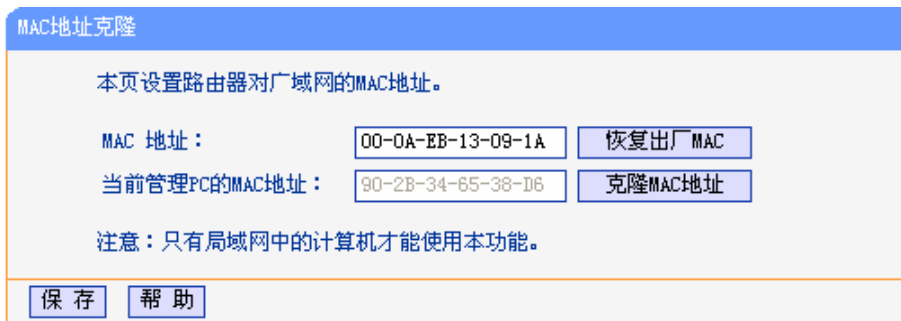 MAC地址克隆
本页设置路由器对广域网的MAC地址。
MAC 地址： 00-0A-EB-13-09-1A 恢复出厂MAC
当前管理PC的MAC地址： 90-2B-34-65-38-D6 克隆MAC地址
注意：只有局域网中的计算机才能使用本功能。
保 存 帮 助